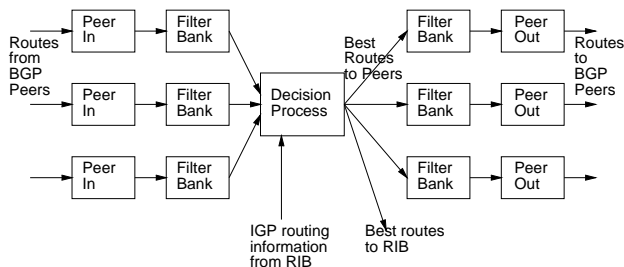 Routes
from
BGP
Peers
Peer
In
Filter
Bank
Peer
In
Filter
Bank
Peer
In
Filter
Bank
Decision
Process
IGP routing
information
from RIB
Best
Routes
to Peers
Best routes
to RIB
Filter
Bank
Peer
Out
Filter
Bank
Peer
Out
Filter
Bank
Peer
Out
Routes
to
BGP
Peers